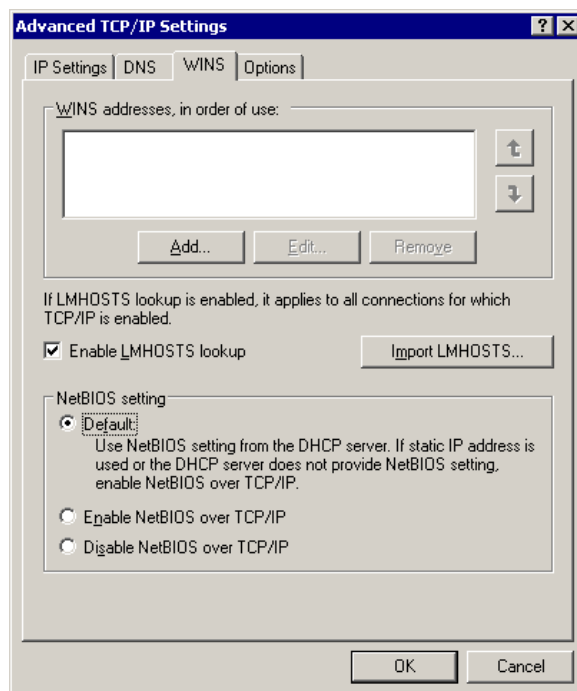 Advanced TCP/IP Settings
IP Settings DNS WINS Options
WINS addresses, in order of use:
Add... Edit... Remove
If LMHOSTS lookup is enabled, it applies to all connections for which
TCP/IP is enabled.
Enable LMHOSTS lookup Import LMHOSTS...
NetBIOS setting
Default:
Use NetBIOS setting from the DHCP server. If static IP address is
used or the DHCP server does not provide NetBIOS setting,
enable NetBIOS over TCP/IP.
Enable NetBIOS over TCP/IP
Disable NetBIOS over TCP/IP
OK Cancel